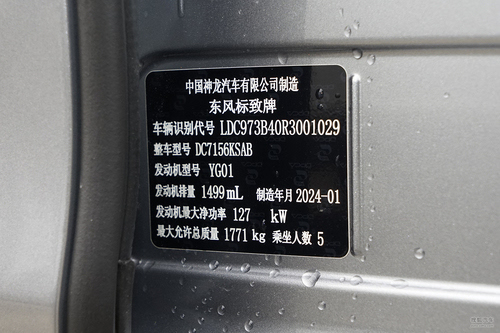 中国神龙汽车有限公司制造
东风标致牌
车辆识别代号 LDC973B40R3001029
整车型号 DC7156KSAB
发动机型号 YG01
发动机排量 1499mL 制造年月 2024-01
发动机最大净功率 127 kW
最大允许总质量 1771 kg 乘坐人数 5